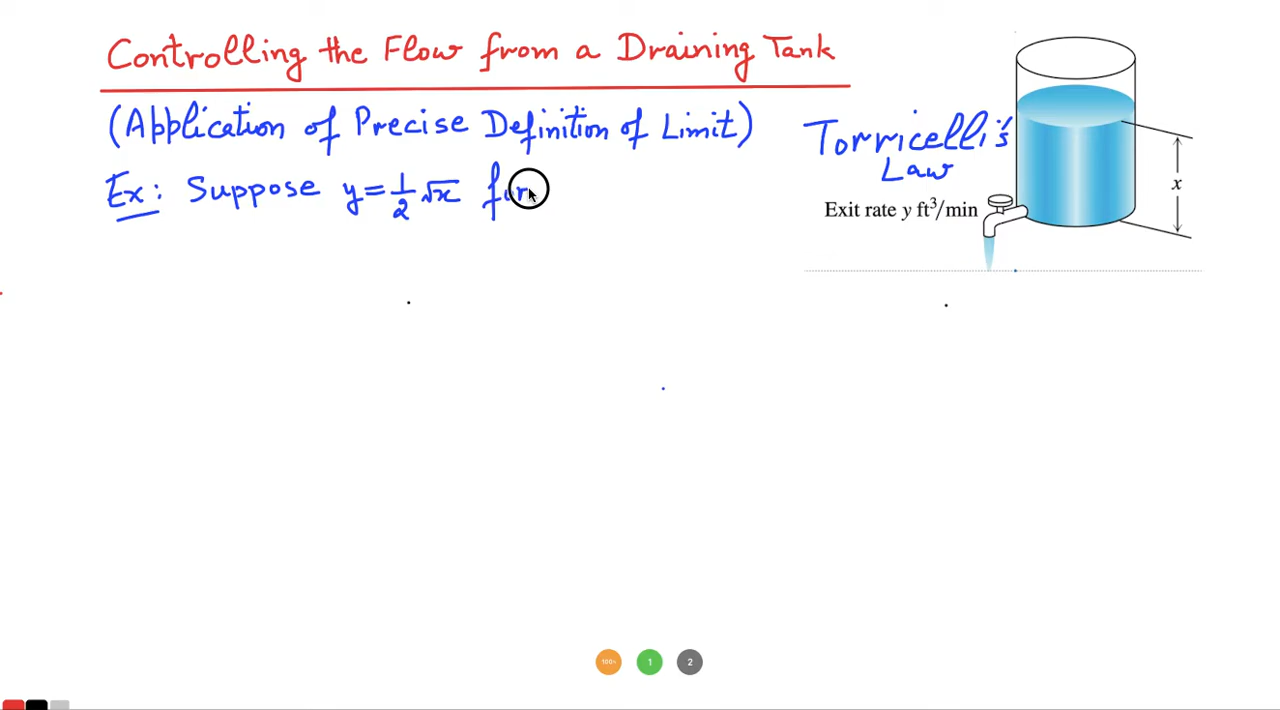 Controlling the Flow from a Draining Tank
(Application of Precise Definition of Limit)
Torricelli's
Law
Ex: Suppose y = 1/2 √x for
x
Exit rate y ft³/min
100%
1
2